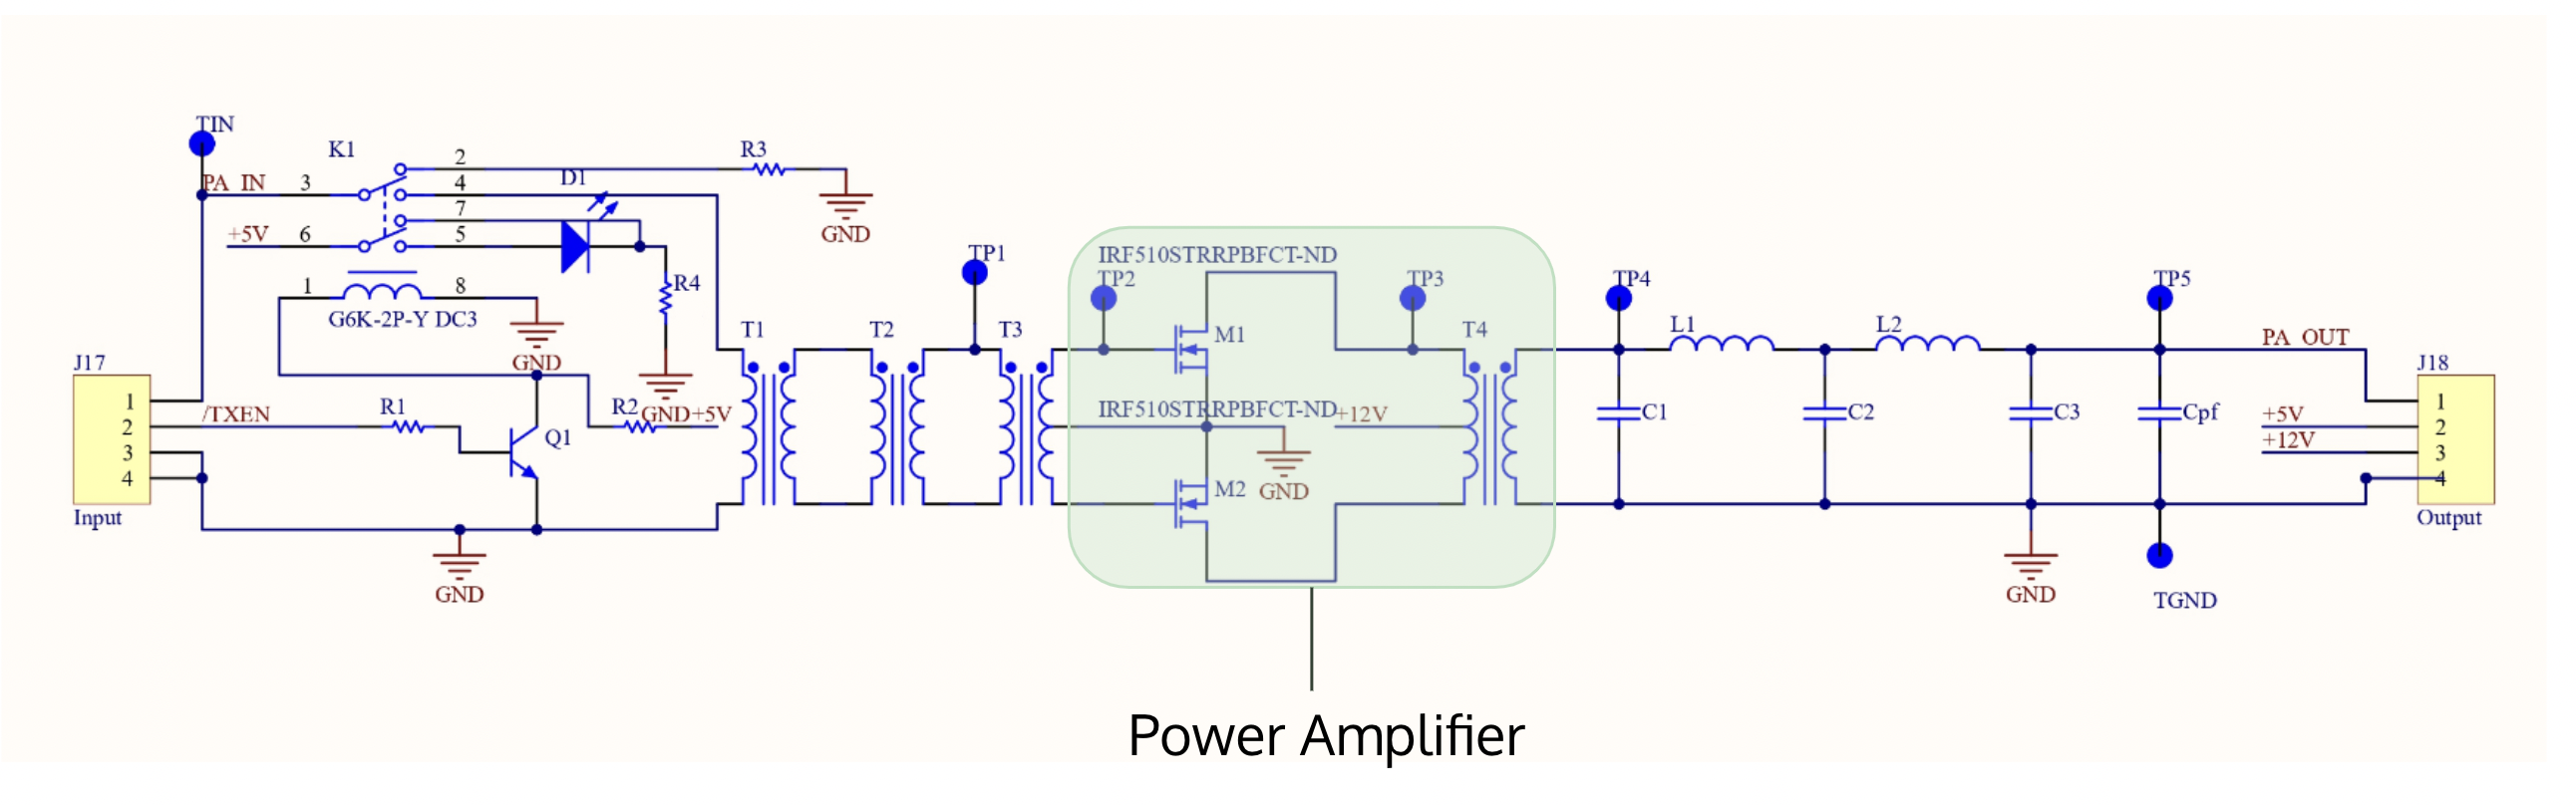 TIN
K1
PA IN
3
2
4
7
5
6
+5V
D1
R3
GND
1
8
G6K-2P-Y DC3
GND
R4
GND
+5V
J17
1
2
3
4
Input
/TXEN
R1
Q1
R2
GND
T1
T2
TP1
T3
IRF510STRRPBFCT-ND
TP2
M1
IRF510STRRPBFCT-ND
M2
GND
+12V
TP3
T4
TP4
L1
L2
TP5
C1
C2
C3
Cpf
GND
TGND
PA OUT
+5V
+12V
J18
1
2
3
4
Output
Power Amplifier